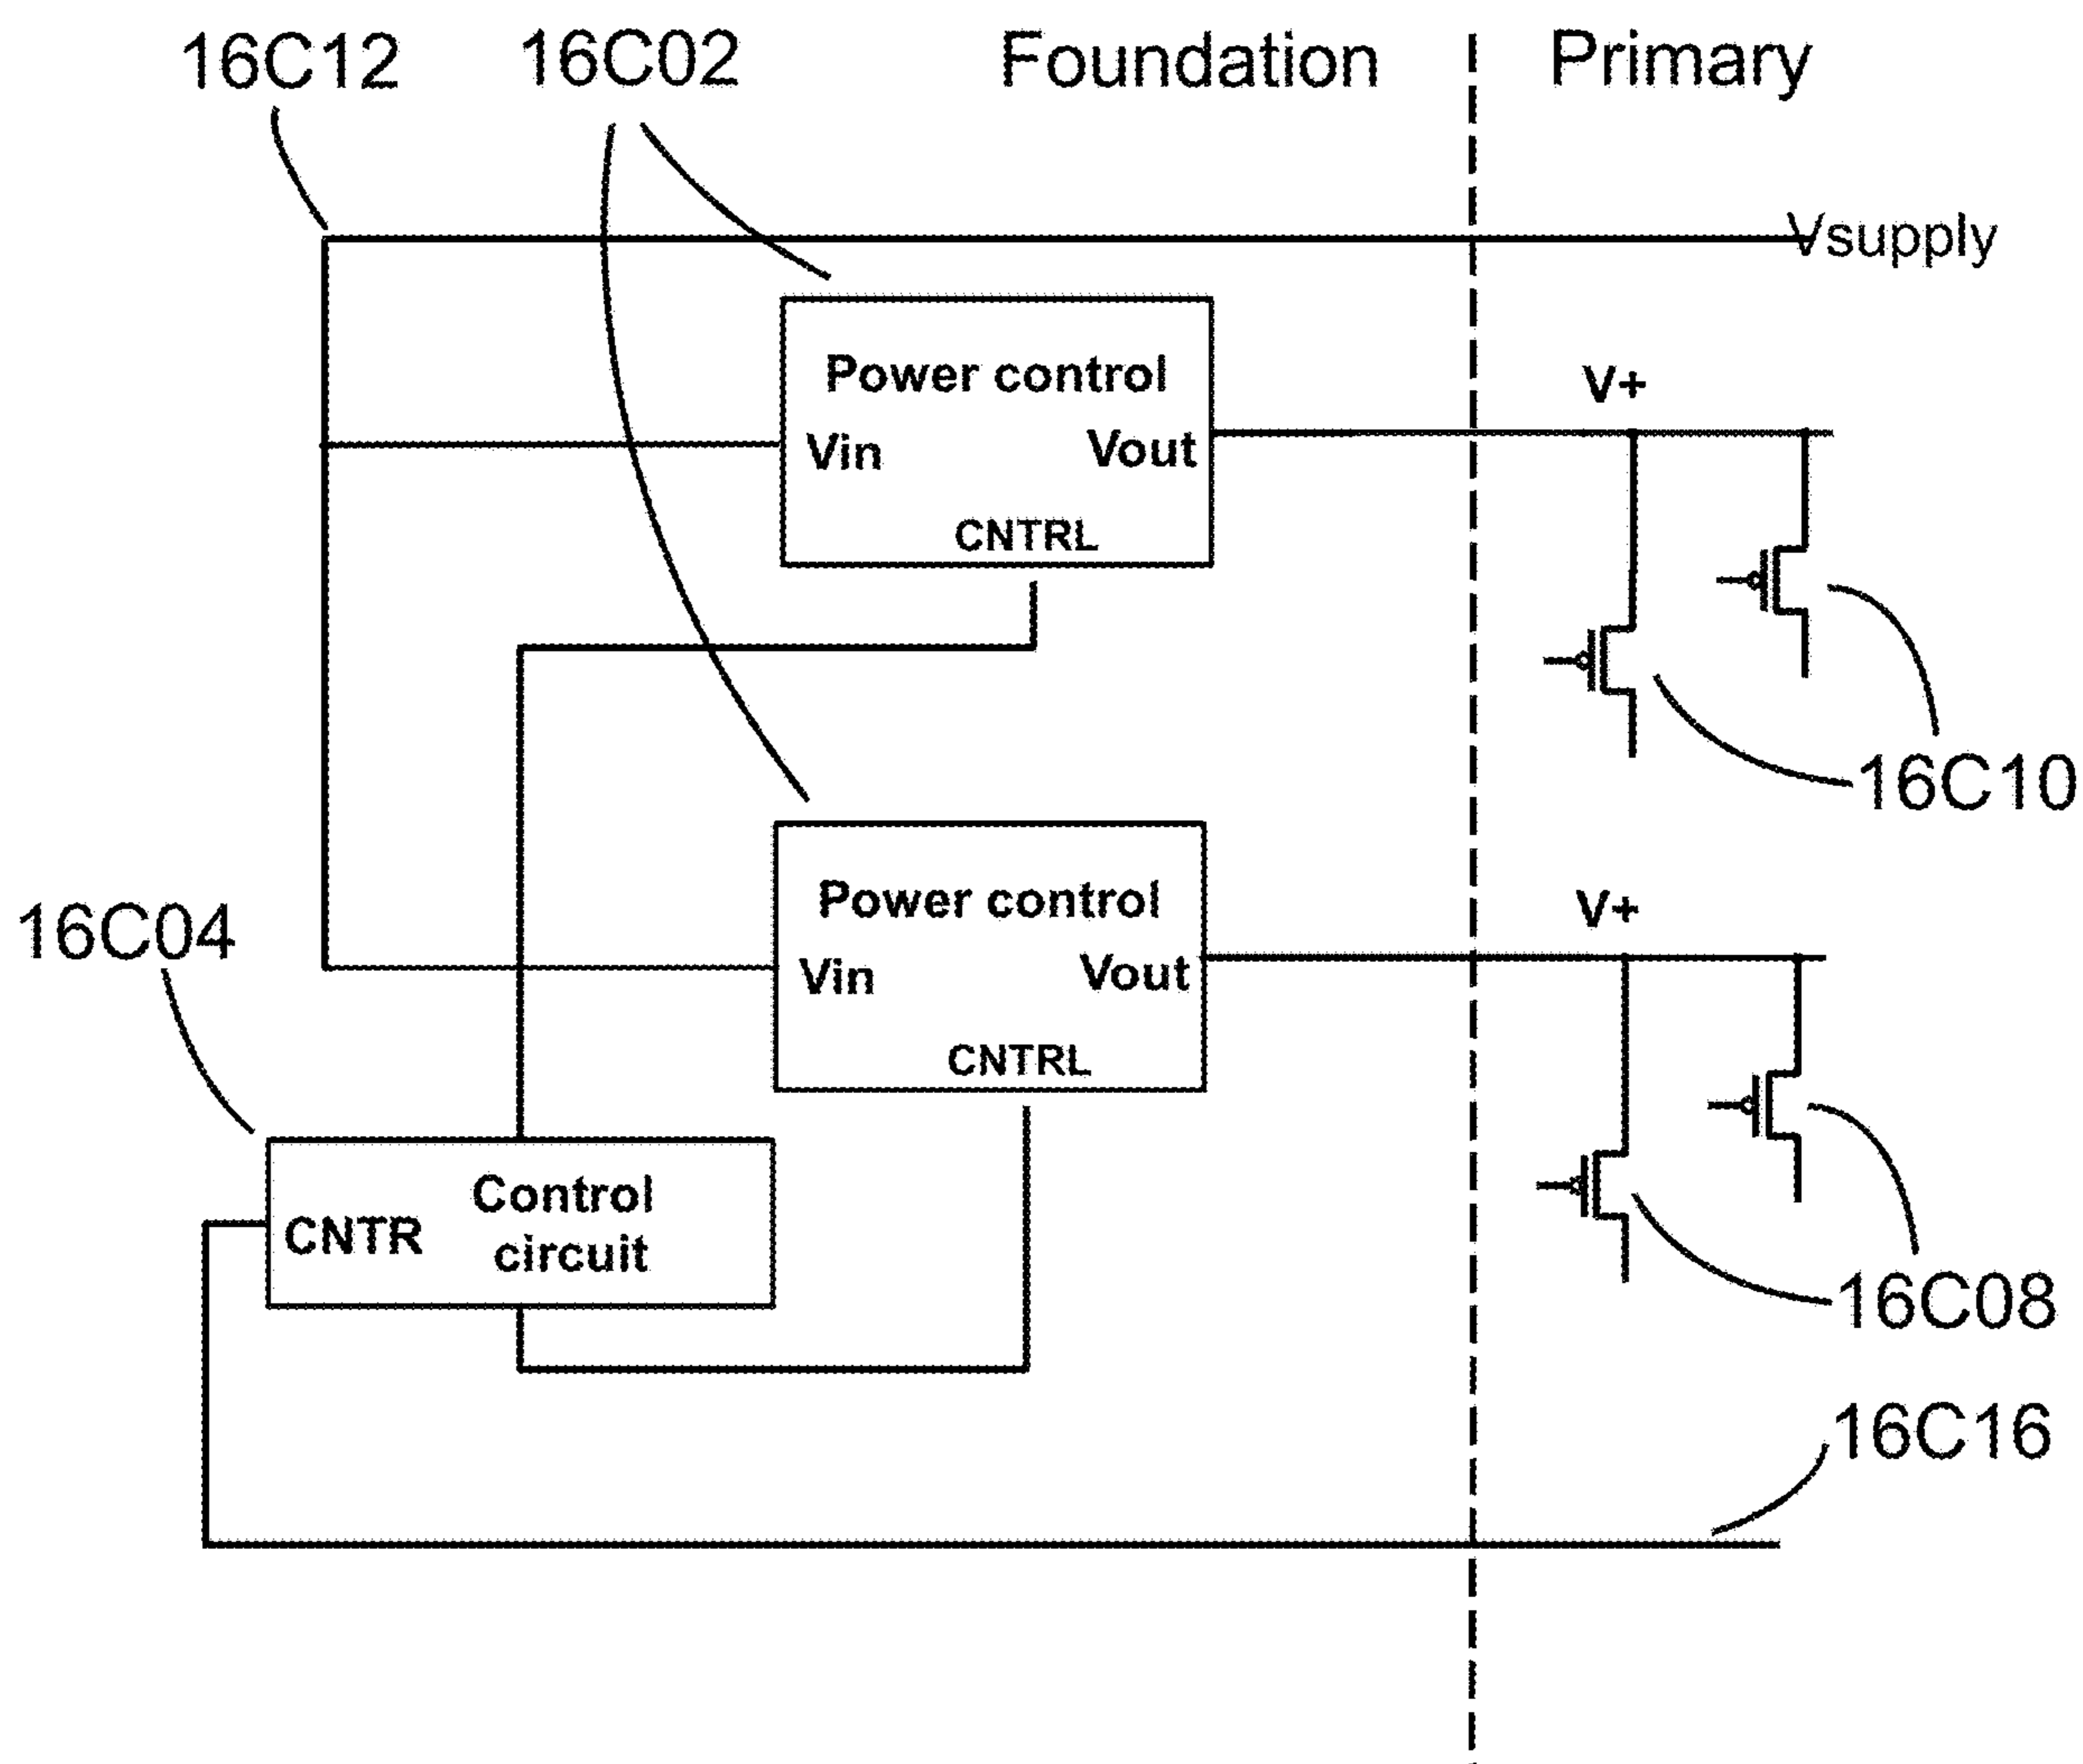 16C12
16C02
Foundation
Primary
Vsupply
Power control
V+
Vin
Vout
CNTRL
16C10
Power control
V+
16C04
Vin
Vout
CNTRL
Control
CNTR
circuit
16C08
16C16